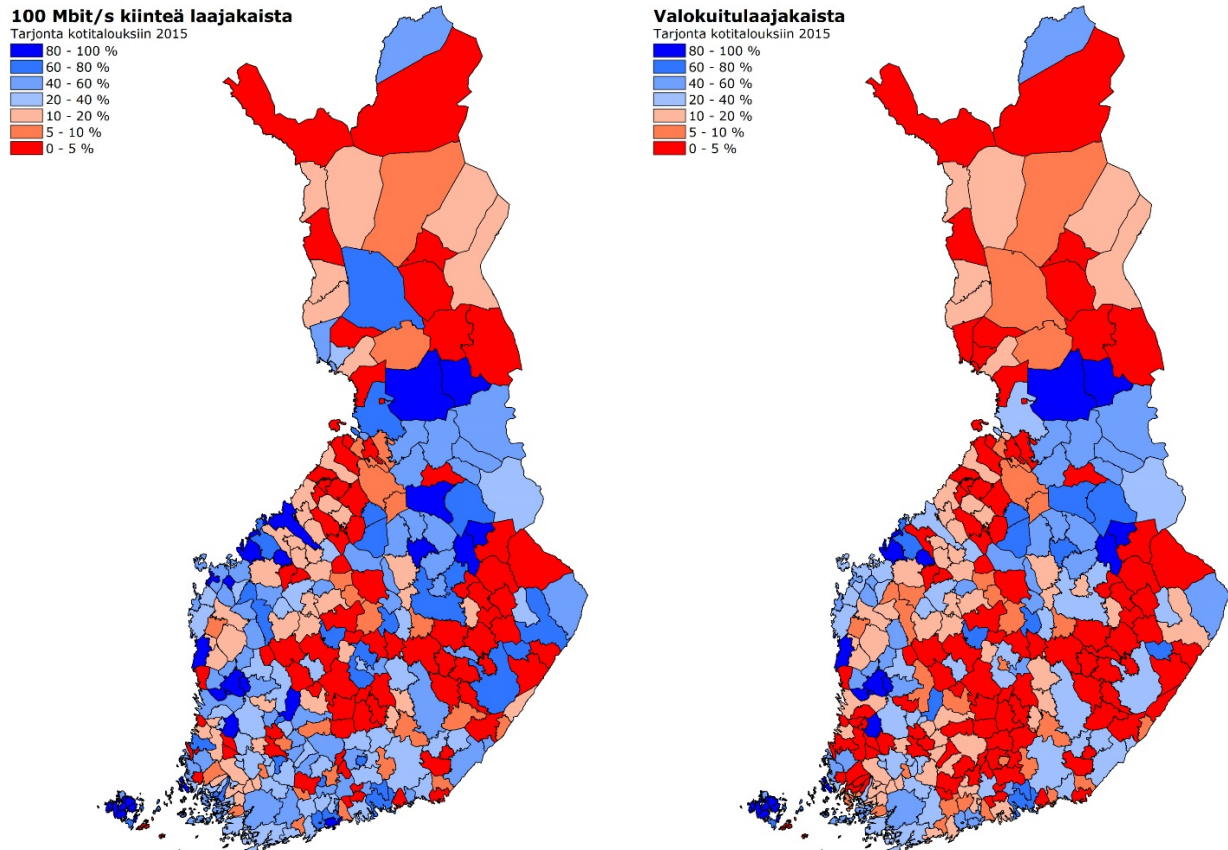 100 Mbit/s kiinteä laajakaista
Tarjonta kotitalouksiin 2015
80 - 100 %
60 - 80 %
40 - 60 %
20 - 40 %
10 - 20 %
5 - 10 %
0 - 5 %
Valokuitulaajakaista
Tarjonta kotitalouksiin 2015
80 - 100 %
60 - 80 %
40 - 60 %
20 - 40 %
10 - 20 %
5 - 10 %
0 - 5 %